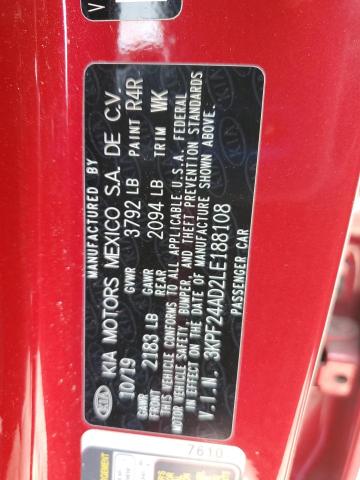 MANUFACTURED BY
KIA KIA MOTORS MEXICO S.A. DE C.V.
10/19 GVWR 3792 LB PAINT R4R
GAWR FRONT 2183 LB GAWR REAR 2094 LB TRIM WK
THIS VEHICLE CONFORMS TO ALL APPLICABLE U.S.A. FEDERAL
MOTOR VEHICLE SAFETY, BUMPER, AND THEFT PREVENTION STANDARDS
IN EFFECT ON THE DATE OF MANUFACTURE SHOWN ABOVE.
V.I.N. 3KPF24AD2LE188108
PASSENGER CAR
7610
V